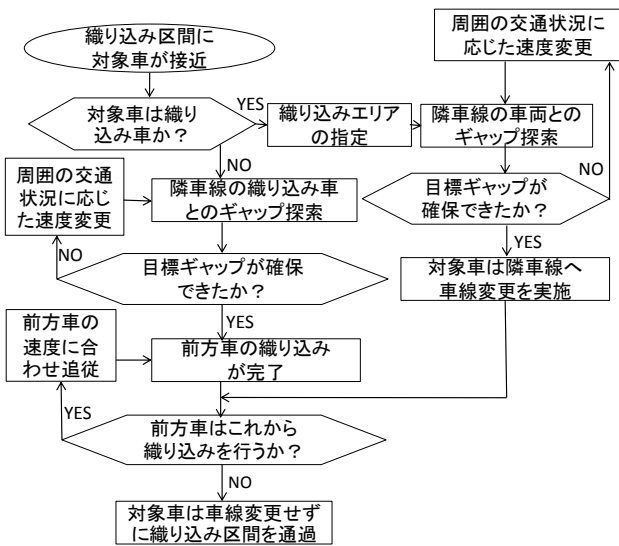 織り込み区間に
対象車が接近
対象車は織り
込み車か？
YES
織り込みエリア
の指定
周囲の交通状況に
応じた速度変更
隣車線の車両との
ギャップ探索
NO
目標ギャップが
確保できたか？
YES
対象車は隣車線へ
車線変更を実施
NO
周囲の交通
状況に応じ
た速度変更
隣車線の織り込み車
とのギャップ探索
NO
目標ギャップが確保
できたか？
YES
前方車の
速度に合
わせ追従
前方車の織り込み
が完了
YES
前方車はこれから
織り込みを行うか？
NO
対象車は車線変更せず
に織り込み区間を通過